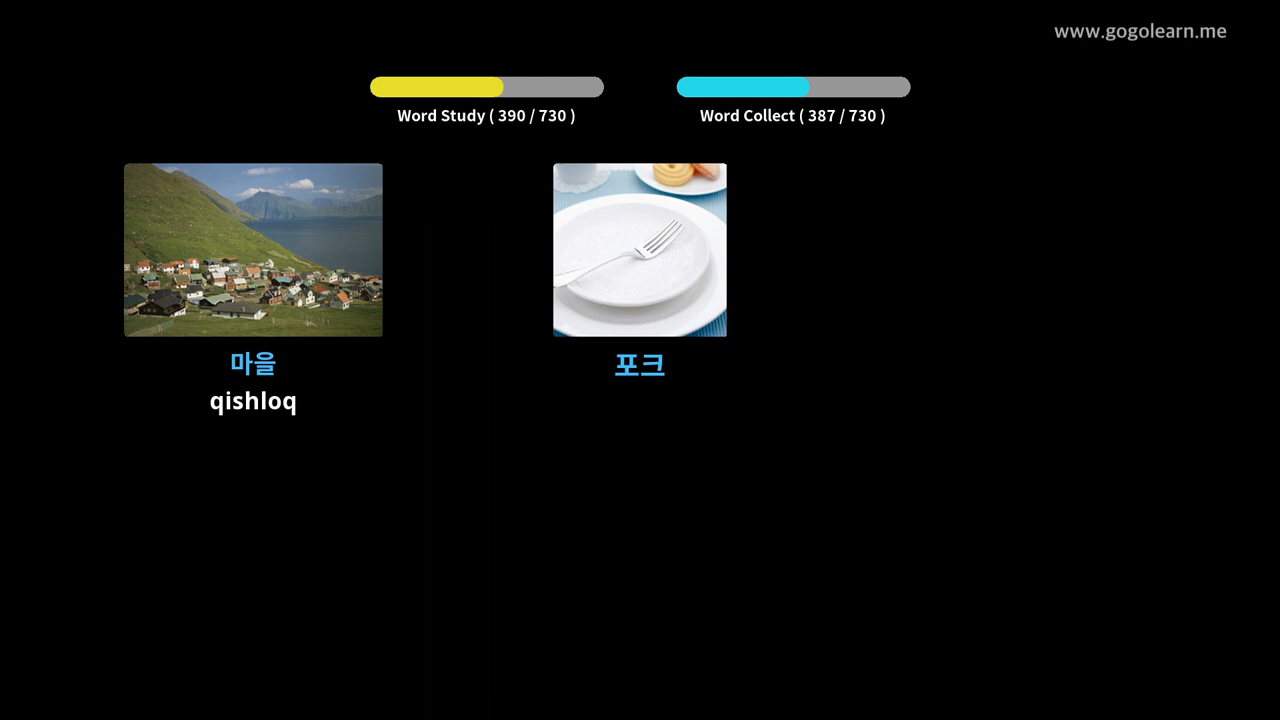 www.gogolearn.me
Word Study ( 390 / 730 )
Word Collect ( 387 / 730 )
마을
qishloq
포크